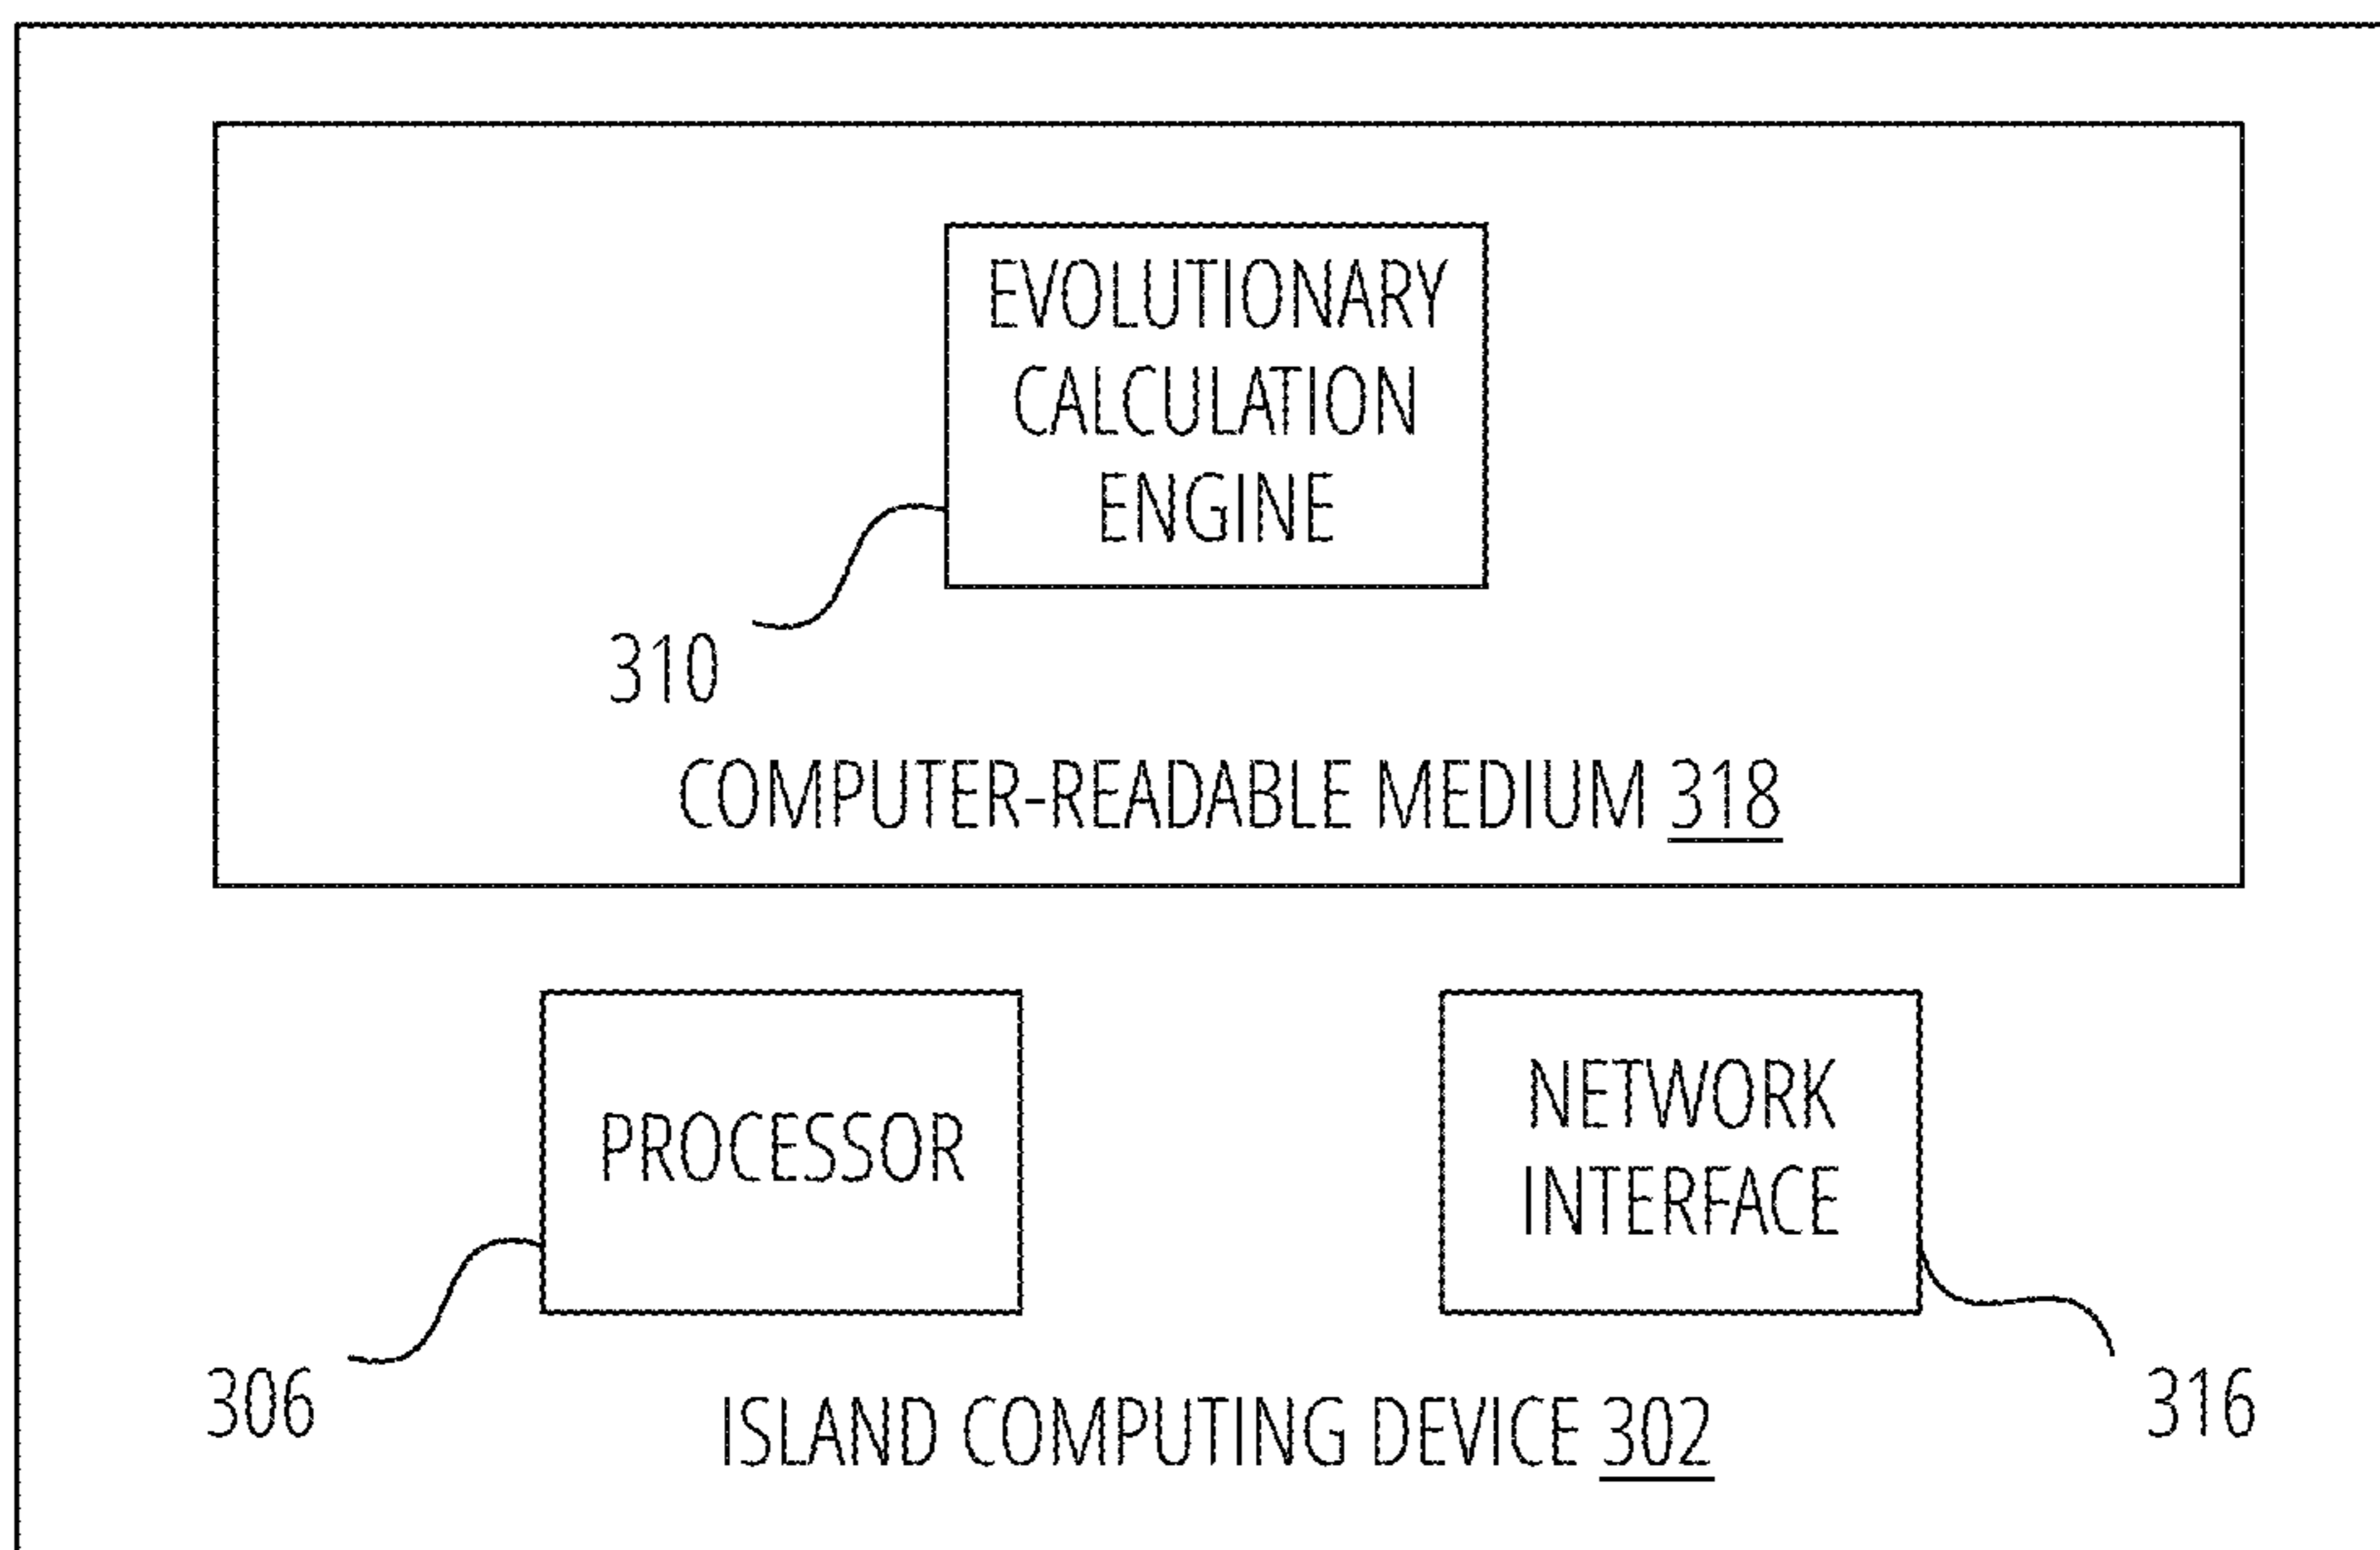 EVOLUTIONARY
CALCULATION
ENGINE
310
COMPUTER-READABLE MEDIUM 318
PROCESSOR
NETWORK
INTERFACE
306
ISLAND COMPUTING DEVICE 302
316